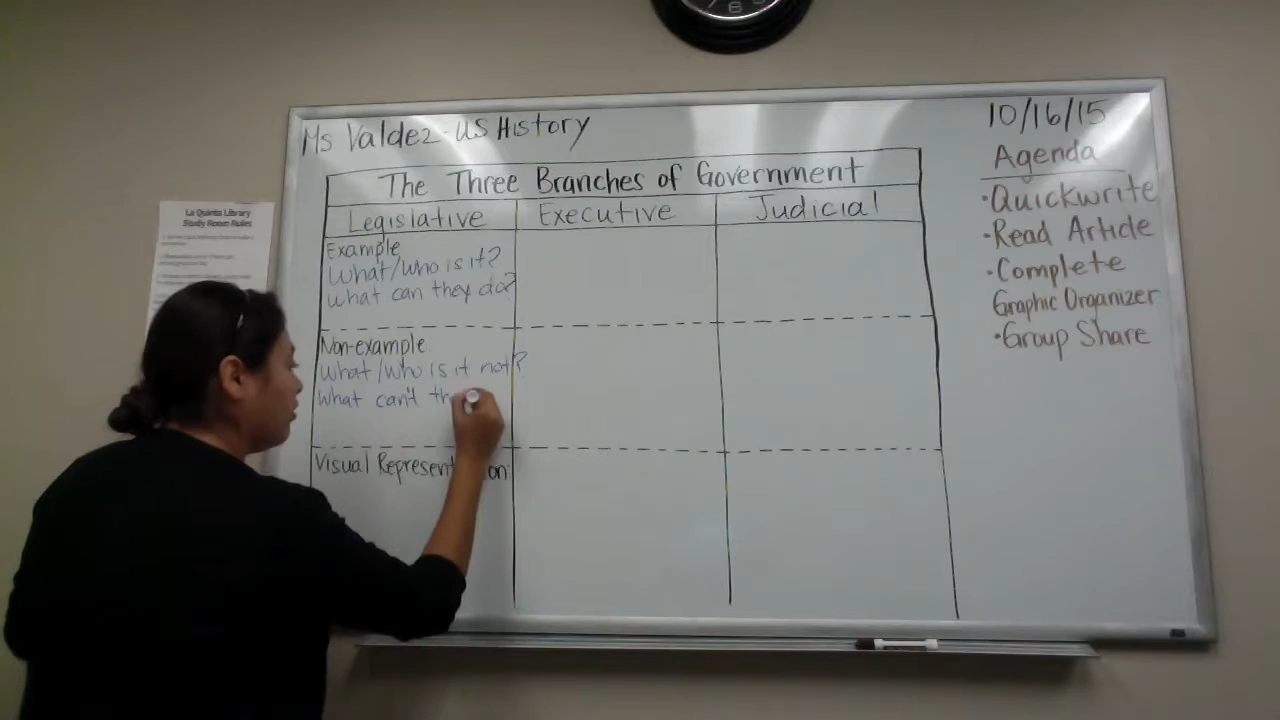 Ms Valdez - US History
The Three Branches of Government
Legislative Executive Judicial
Example
What/Who is it?
What can they do?
Non-example
What/Who is it not?
What can't
Visual
10/16/15
Agenda
·Quickwrite
·Read Article
·Complete
Graphic Organizer
·Group Share
La Quinta Library
Study Room Rules